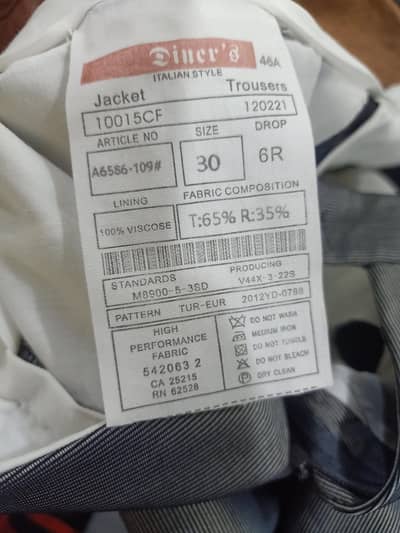 Diner's
46A
ITALIAN STYLE
Jacket Trousers
10015CF 120221
ARTICLE NO SIZE DROP
A6586-109# 30 6R
LINING FABRIC COMPOSITION
100% VISCOSE T:65% R:35%
STANDARDS PRODUCING
M8900-5-3SD V44X-3-22S
PATTERN TUR-EUR 2012YD-0788
HIGH
PERFORMANCE
FABRIC
542063 2
CA 25215
RN 62528
DO NOT WASH
MEDIUM IRON
DO NOT TUMBLE
DO NOT BLEACH
DRY CLEAN